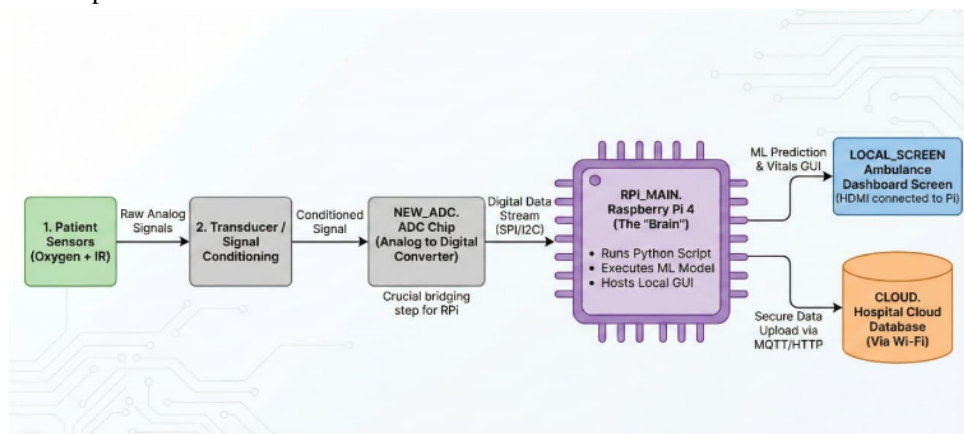 1. Patient
Sensors
(Oxygen + IR)
Raw Analog
Signals
2. Transducer /
Signal
Conditioning
Conditioned
Signal
NEW_ADC.
ADC Chip
(Analog to Digital
Converter)
Crucial bridging
step for RPi
Digital Data
Stream
(SPI/I2C)
RPi_MAIN.
Raspberry Pi 4
(The "Brain")
• Runs Python Script
• Executes ML Model
• Hosts Local GUI
ML Prediction
& Vitals GUI
LOCAL_SCREEN
Ambulance
Dashboard Screen
(HDMI connected to Pi)
Secure Data
Upload via
MQTT/HTTP
CLOUD.
Hospital Cloud
Database
(Via Wi-Fi)